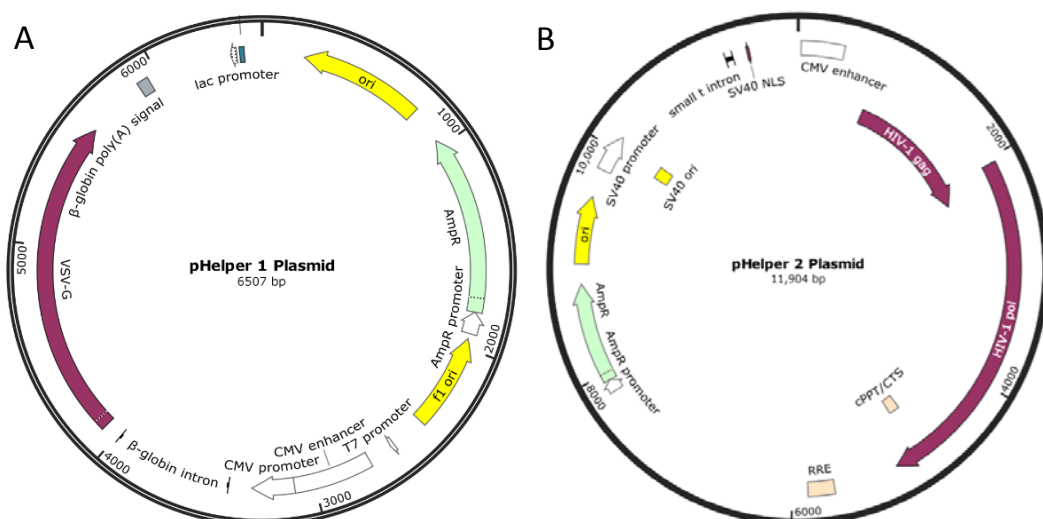 A
lac promoter
ori
6000
1000
β-globin poly(A) signal
AmpR
5000
VSV-G
pHelper 1 Plasmid
6507 bp
AmpR promoter
2000
f1 ori
T7 promoter
CMV enhancer
CMV promoter
3000
β-globin intron
4000
B
small t intron
SV40 NLS
CMV enhancer
2000
HIV-1 gag
10,000
SV40 promoter
SV40 ori
ori
pHelper 2 Plasmid
11,904 bp
HIV-1 pol
AmpR
AmpR promoter
8000
cPPT/CTS
4000
RRE
6000